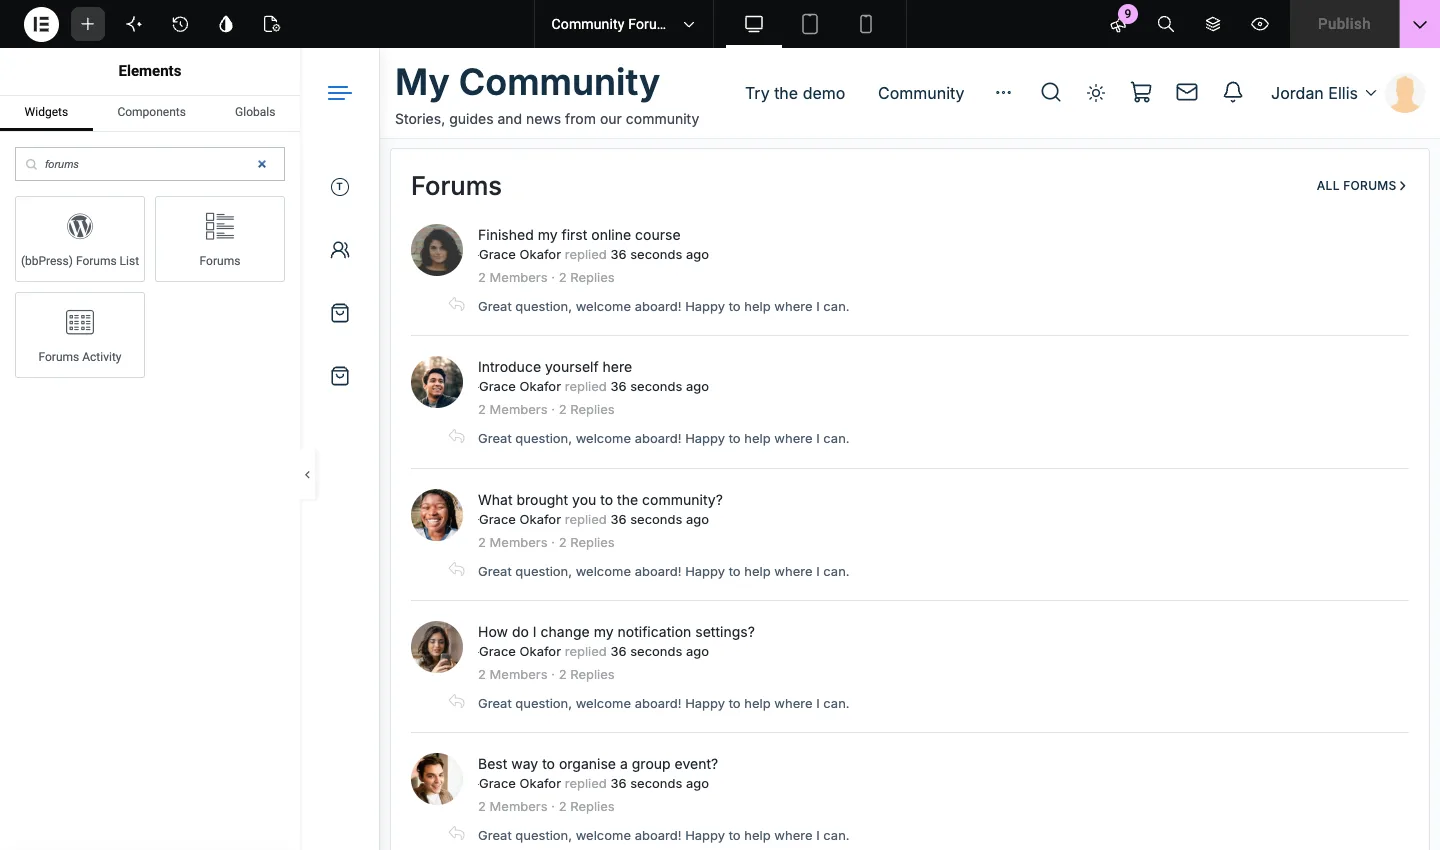 Community Foru...
9
Publish
Elements
Widgets
Components
Globals
forums
(bbPress) Forums List
Forums
Forums Activity
My Community
Stories, guides and news from our community
Try the demo
Community
Jordan Ellis
T
Forums
ALL FORUMS
Finished my first online course
Grace Okafor replied 36 seconds ago
2 Members · 2 Replies
Great question, welcome aboard! Happy to help where I can.
Introduce yourself here
Grace Okafor replied 36 seconds ago
2 Members · 2 Replies
Great question, welcome aboard! Happy to help where I can.
What brought you to the community?
Grace Okafor replied 36 seconds ago
2 Members · 2 Replies
Great question, welcome aboard! Happy to help where I can.
How do I change my notification settings?
Grace Okafor replied 36 seconds ago
2 Members · 2 Replies
Great question, welcome aboard! Happy to help where I can.
Best way to organise a group event?
Grace Okafor replied 36 seconds ago
2 Members · 2 Replies
Great question, welcome aboard! Happy to help where I can.